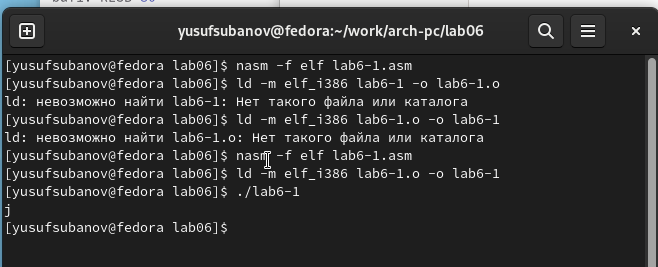 yusufsubanov@fedora:~/work/arch-pc/lab06
[yusufsubanov@fedora lab06]$ nasm -f elf lab6-1.asm
[yusufsubanov@fedora lab06]$ ld -m elf_i386 lab6-1 -o lab6-1.o
ld: невозможно найти lab6-1: Нет такого файла или каталога
[yusufsubanov@fedora lab06]$ ld -m elf_i386 lab6-1.o -o lab6-1
ld: невозможно найти lab6-1.o: Нет такого файла или каталога
[yusufsubanov@fedora lab06]$ nasm -f elf lab6-1.asm
[yusufsubanov@fedora lab06]$ ld -m elf_i386 lab6-1.o -o lab6-1
[yusufsubanov@fedora lab06]$ ./lab6-1
j
[yusufsubanov@fedora lab06]$